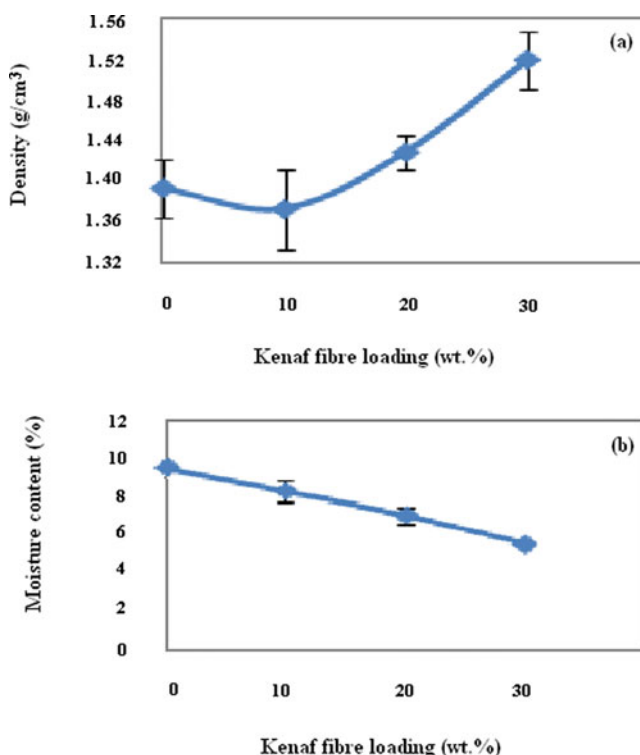 1.56
(a)
1.52
1.48
1.44
1.40
1.36
1.32
Density (g/cm³)
0 10 20 30
Kenaf fibre loading (wt.%)
12
(b)
10
8
6
4
2
0
Moisture content (%)
0 10 20 30
Kenaf fibre loading (wt.%)